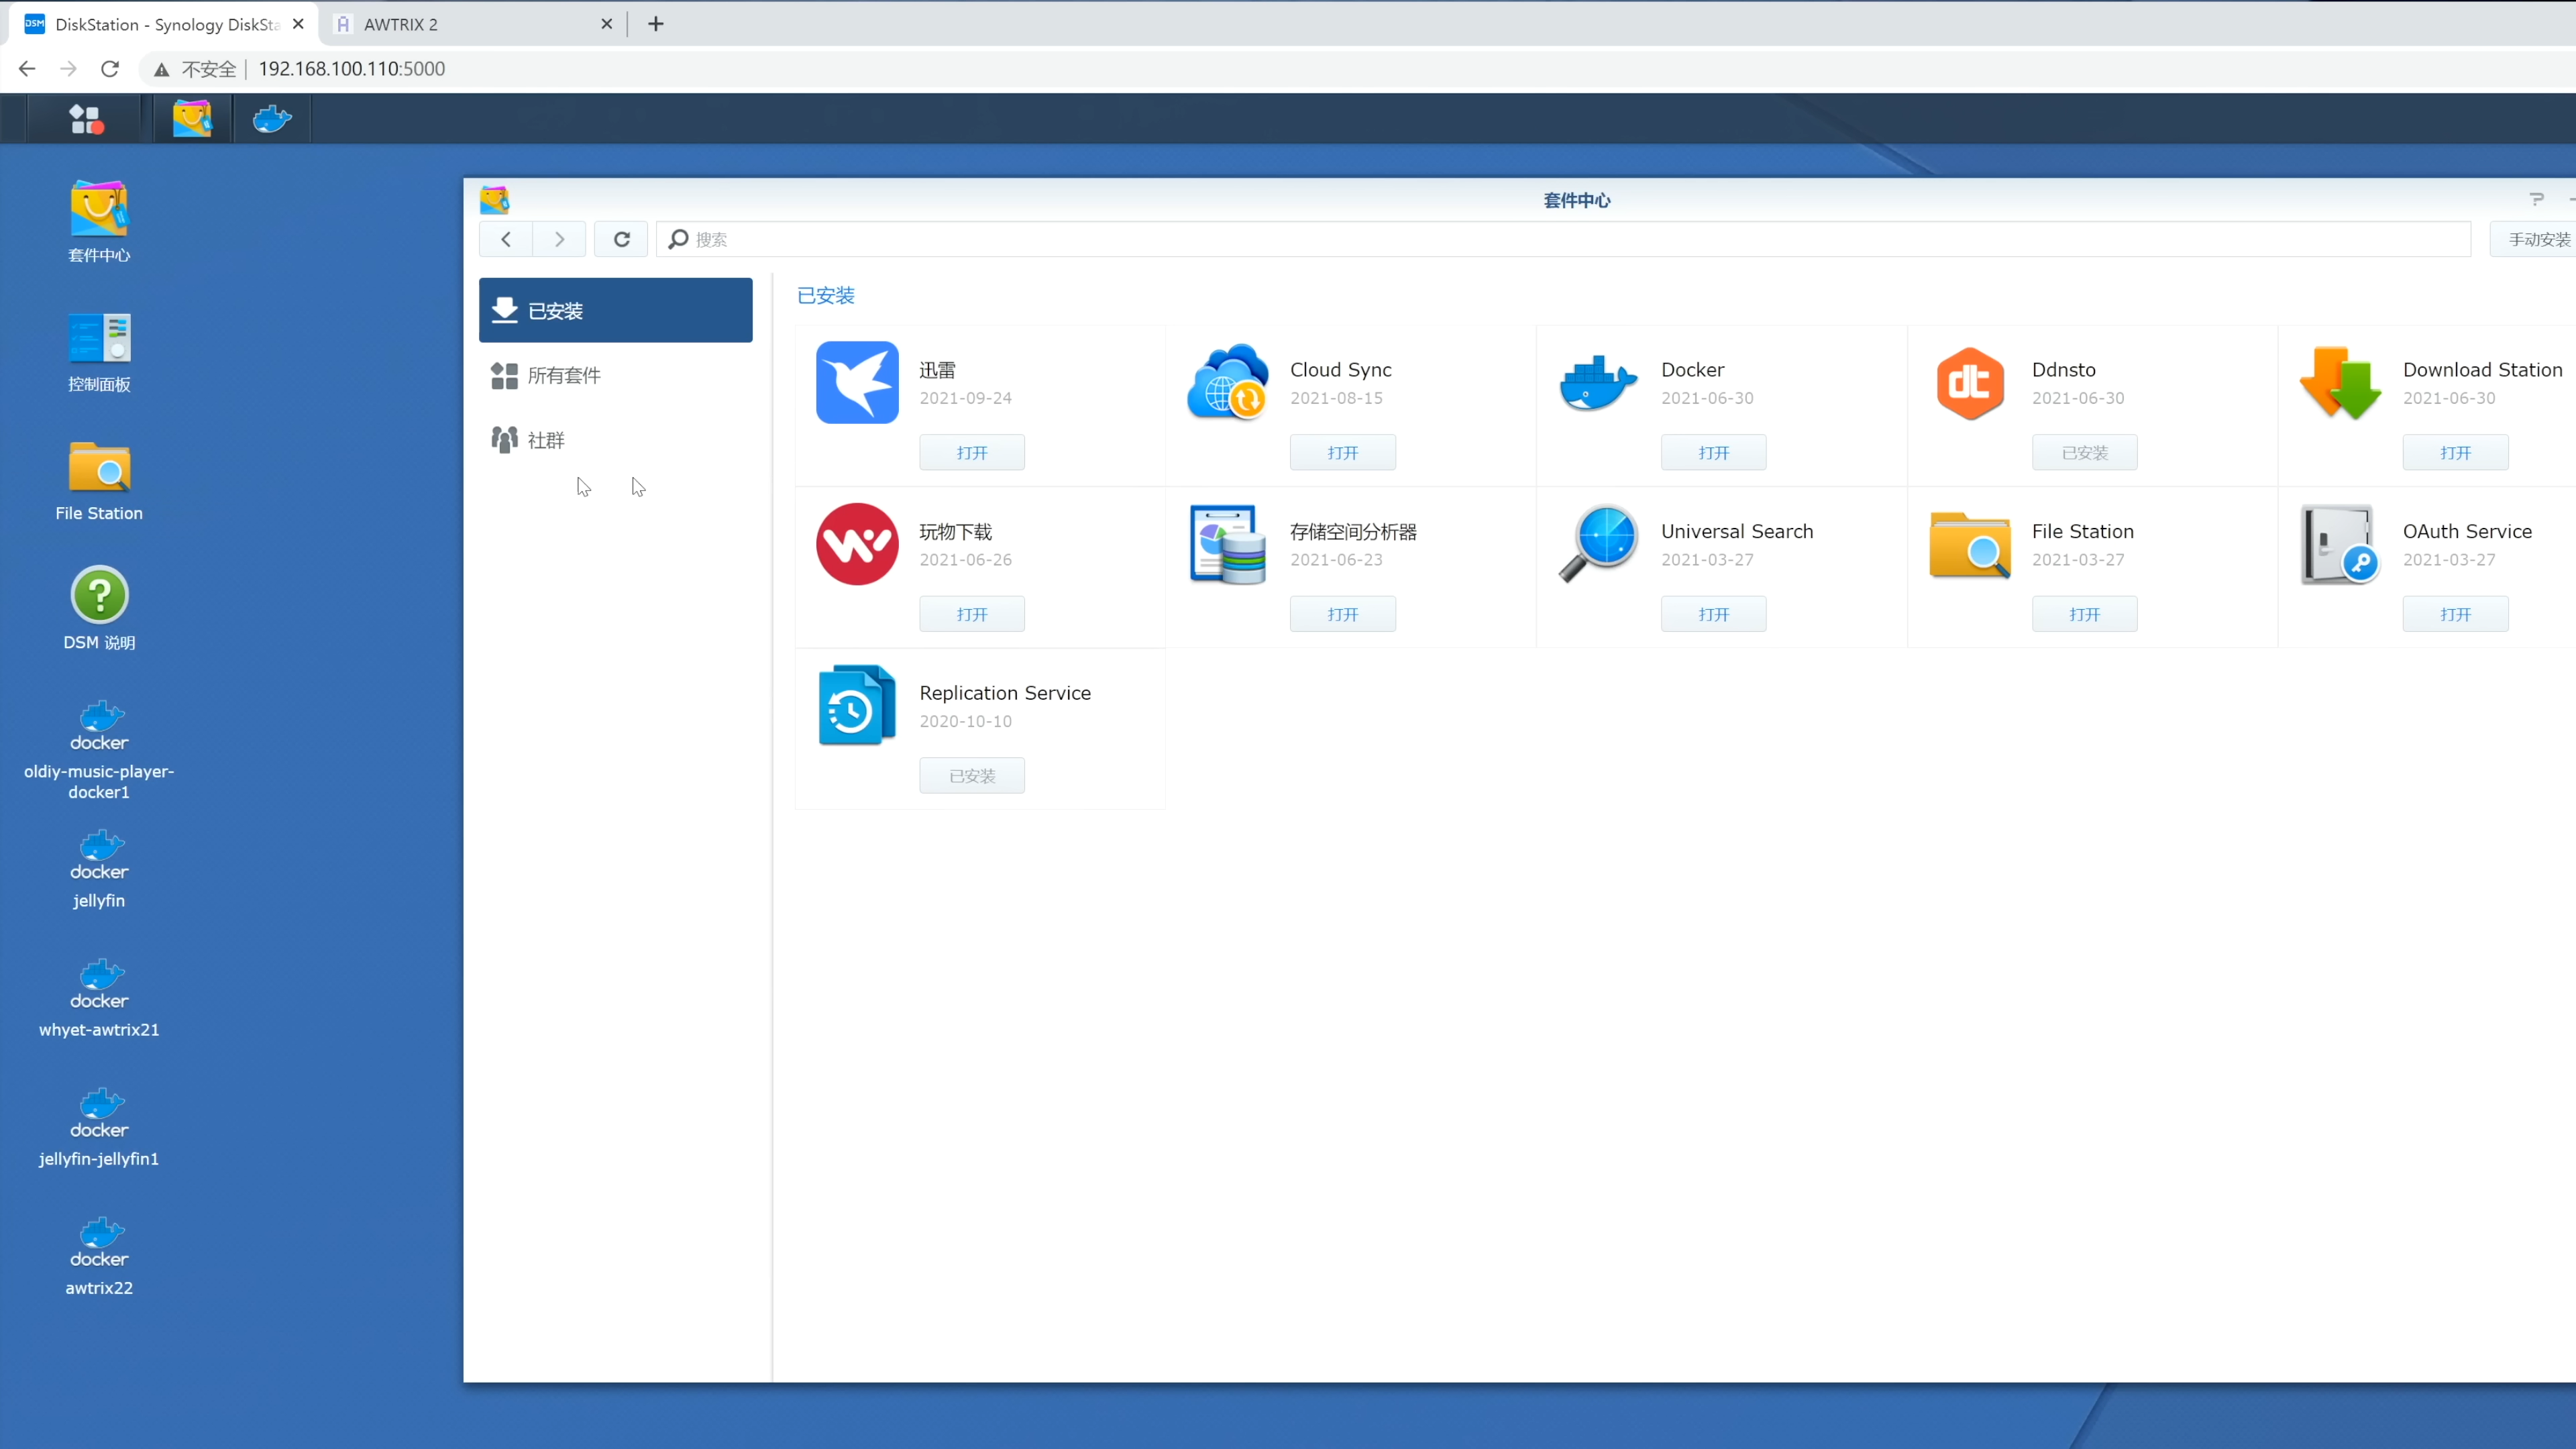 DSM
DiskStation - Synology DiskSta
AWTRIX 2
不安全
192.168.100.110:5000
套件中心
控制面板
File Station
DSM 说明
docker
oldiy-music-player-
docker1
docker
jellyfin
docker
whyet-awtrix21
docker
jellyfin-jellyfin1
docker
awtrix22
套件中心
搜索
手动安装
已安装
所有套件
社群
已安装
迅雷
2021-09-24
打开
Cloud Sync
2021-08-15
打开
Docker
2021-06-30
打开
Ddnsto
2021-06-30
已安装
Download Station
2021-06-30
打开
玩物下载
2021-06-26
打开
存储空间分析器
2021-06-23
打开
Universal Search
2021-03-27
打开
File Station
2021-03-27
打开
OAuth Service
2021-03-27
打开
Replication Service
2020-10-10
已安装